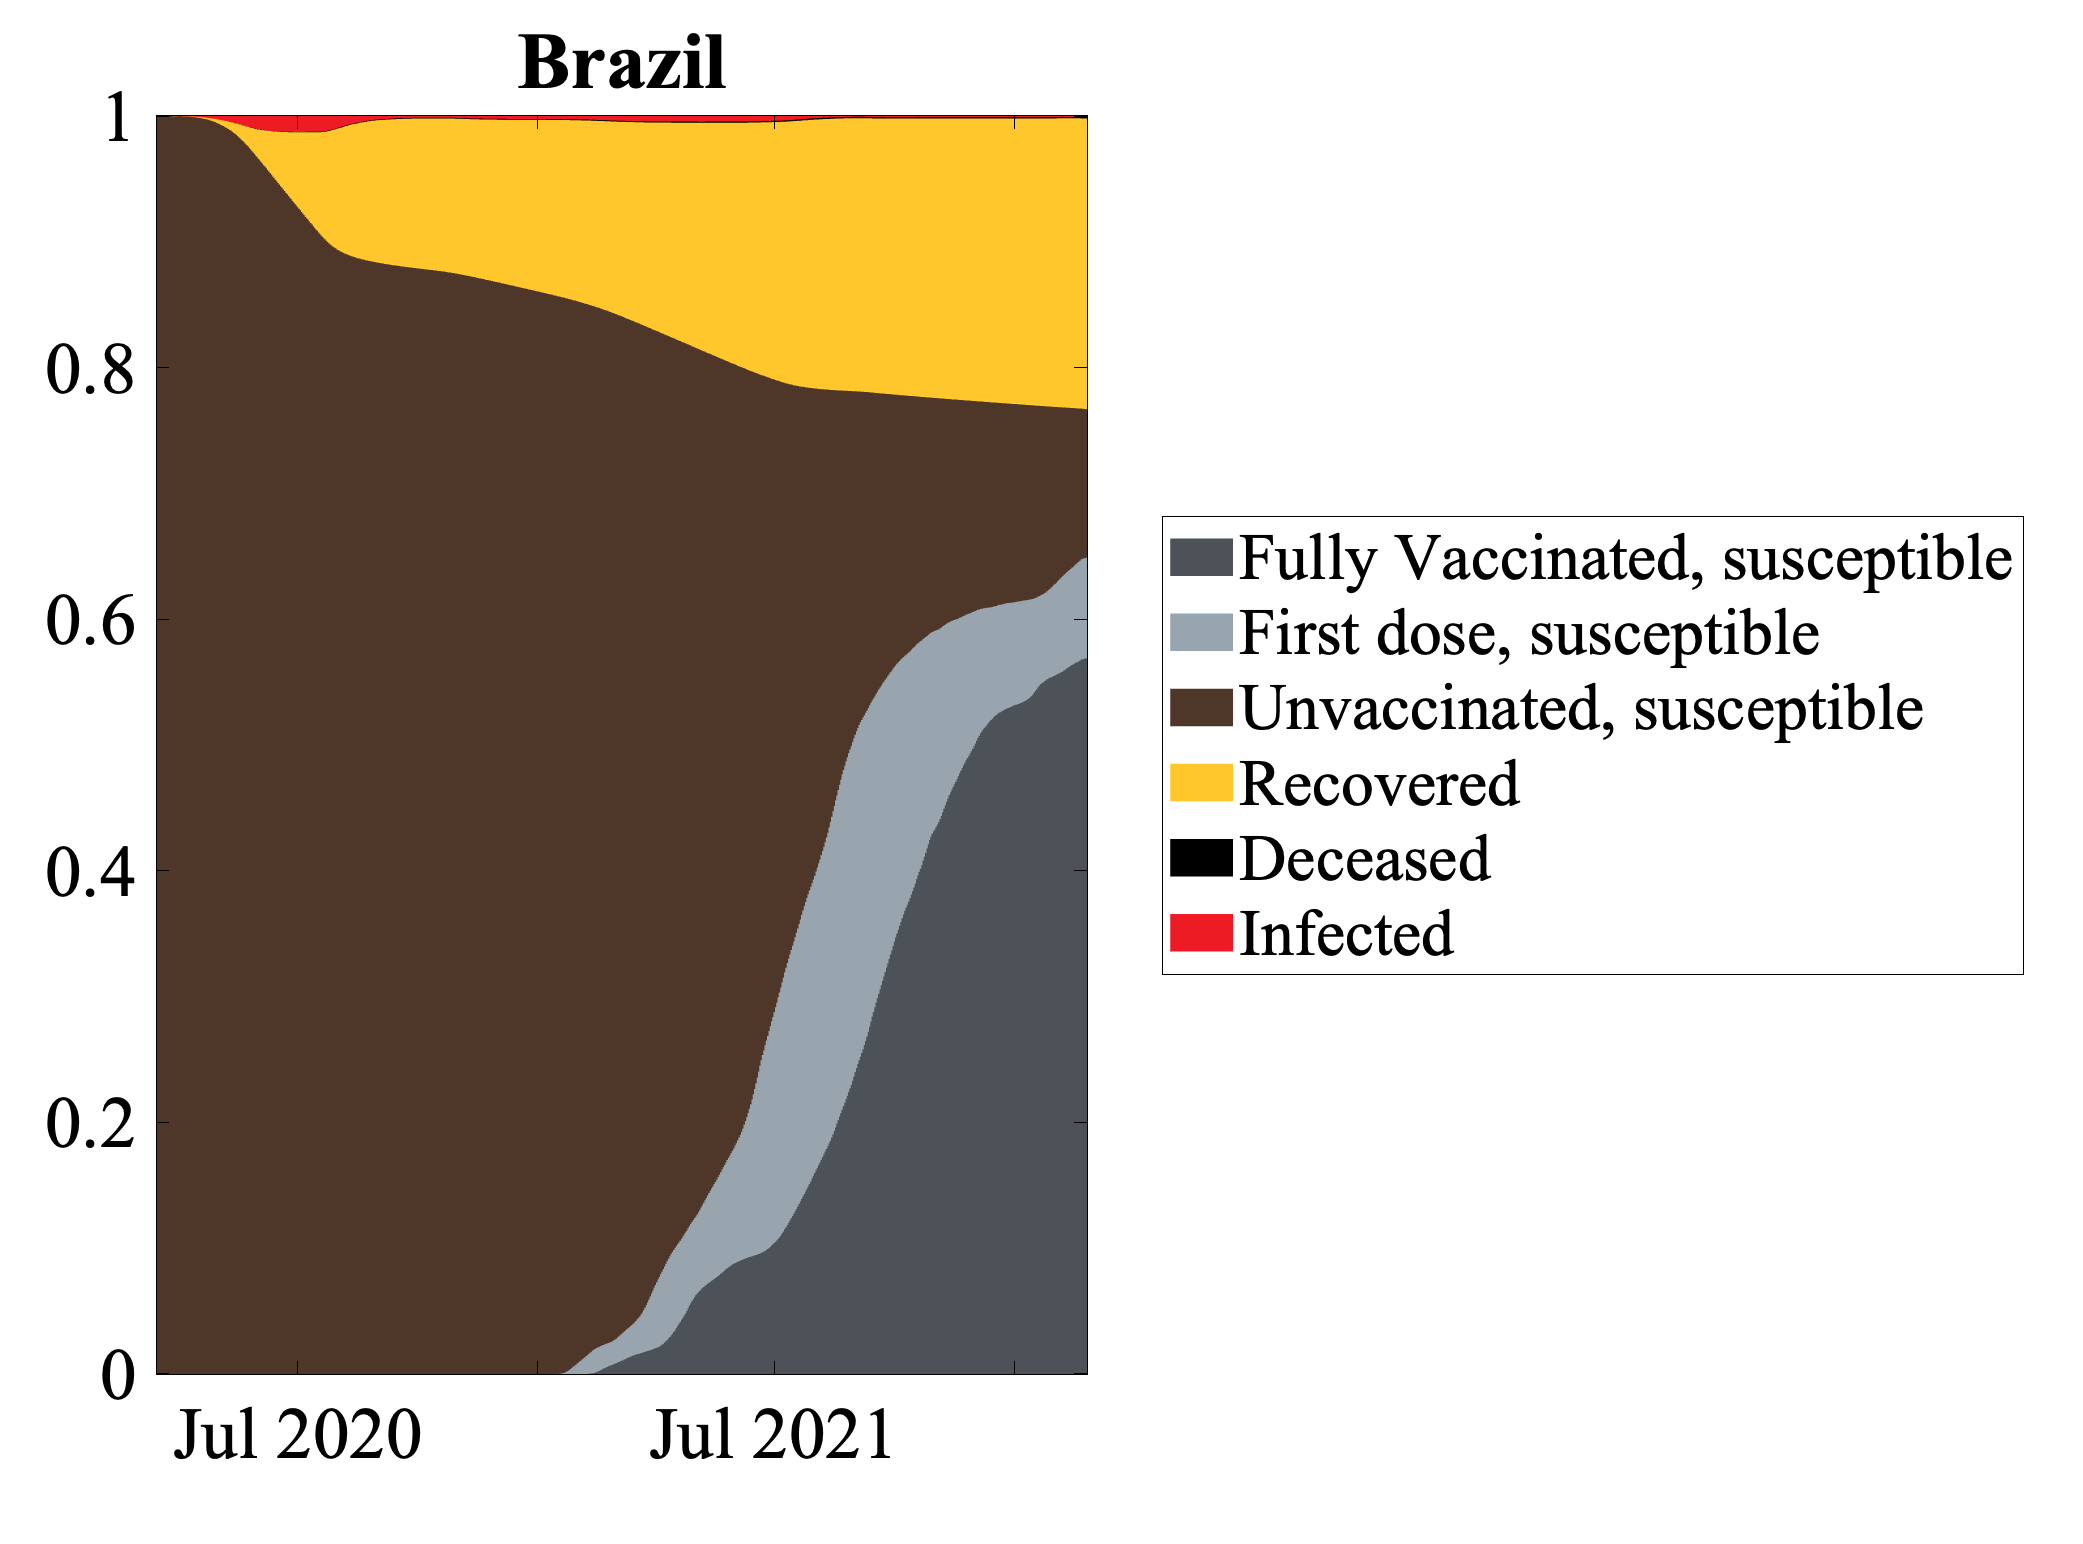 Brazil
1
0.8
0.6
0.4
0.2
0
Jul 2020
Jul 2021
Fully Vaccinated, susceptible
First dose, susceptible
Unvaccinated, susceptible
Recovered
Deceased
Infected